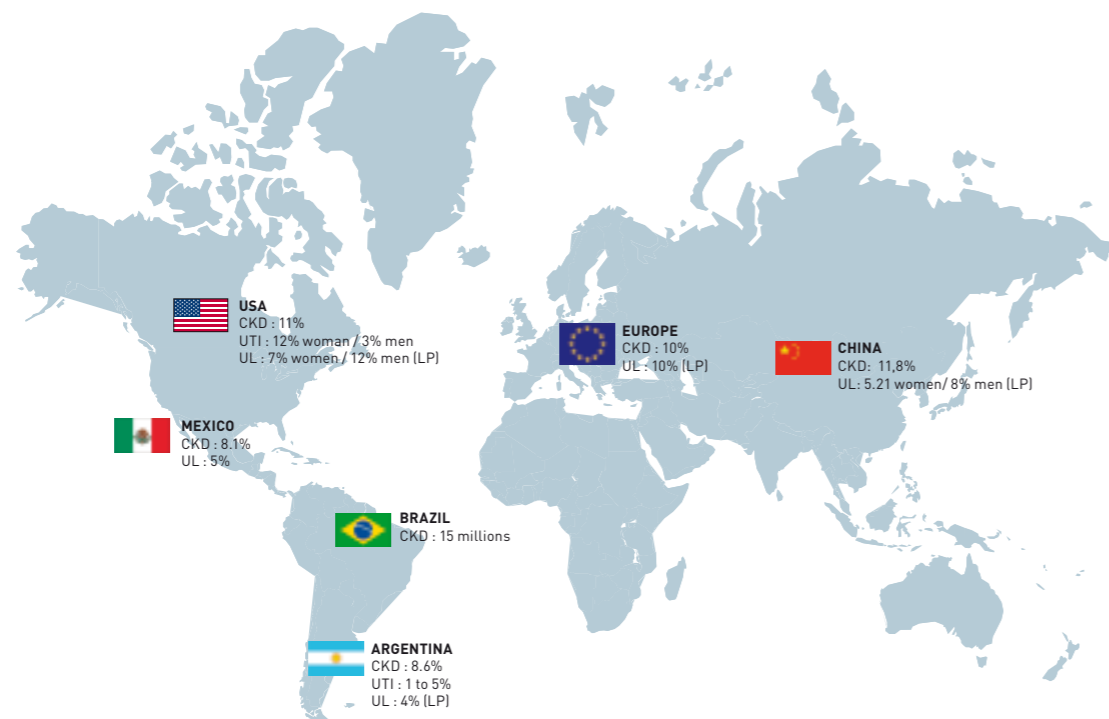 USA
CKD : 11%
UTI : 12% woman / 3% men
UL : 7% women / 12% men (LP)
EUROPE
CKD : 10%
UL : 10% (LP)
CHINA
CKD: 11,8%
UL: 5.21 women/ 8% men (LP)
MEXICO
CKD : 8.1%
UL : 5%
BRAZIL
CKD : 15 millions
ARGENTINA
CKD : 8.6%
UTI : 1 to 5%
UL : 4% (LP)